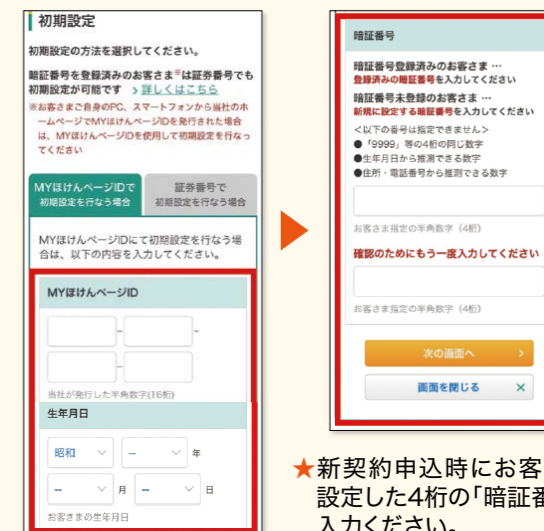 初期設定
初期設定の方法を選択してください。
暗証番号を登録済みのお客さま※は証券番号でも
初期設定が可能です > 詳しくはこちら
※お客さまご自身のPC、スマートフォンから当社のホ
ームページでMYほけんページIDを発行された場合
は、MYほけんページIDを使用して初期設定を行なっ
てください
MYほけんページIDで
初期設定を行なう場合
証券番号で
初期設定を行なう場合
MYほけんページIDにて初期設定を行なう場
合は、以下の内容を入力してください。
MYほけんページID
- -
-
当社が発行した半角数字(16桁)
生年月日
昭和 -- 年
-- 月 -- 日
お客さまの生年月日
暗証番号
暗証番号登録済みのお客さま …
登録済みの暗証番号を入力してください
暗証番号未登録のお客さま …
新規に設定する暗証番号を入力してください
<以下の番号は指定できません>
●「9999」等の4桁の同じ数字
●生年月日から推測できる数字
●住所・電話番号から推測できる数字
お客さま指定の半角数字（4桁）
確認のためにもう一度入力してください
お客さま指定の半角数字（4桁）
次の画面へ >
画面を閉じる ×
★新契約申込時にお客
設定した4桁の「暗証番
入力ください。